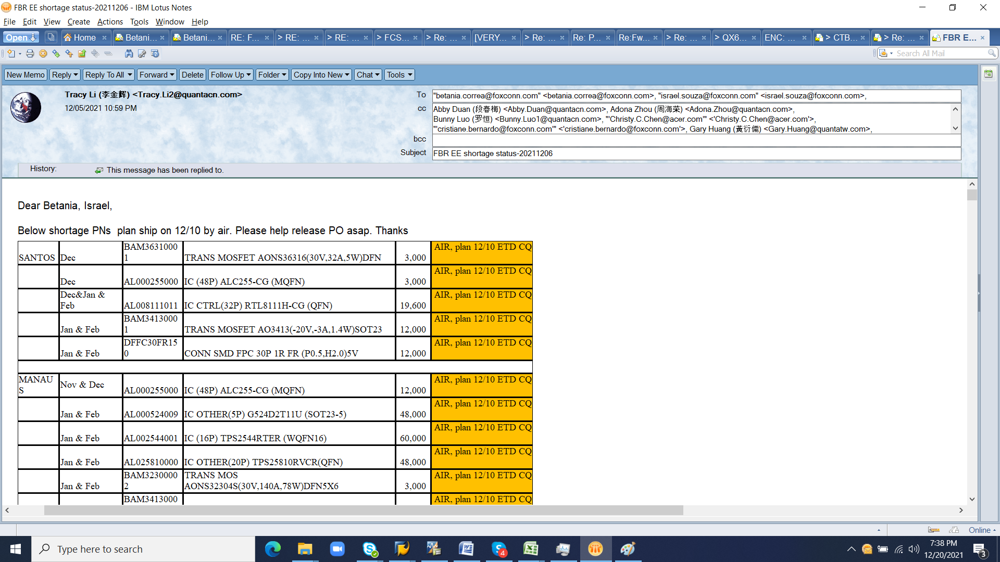 FBR EE shortage status-20211206 - IBM Lotus Notes
File Edit View Create Actions Tools Window Help
Open Home Betani... Betani... RE: F... > RE: ... > RE: ... > FCS... > Re: ... [VERY... > Re: ... Re: P... Re:Fw... > Re: ... > QX6... ENC: ... > CTB... > Re: ... FBR E...
Search All Mail
New Memo Reply Reply To All Forward Delete Follow Up Folder Copy Into New Chat Tools
Tracy Li (李金辉) <Tracy.Li2@quantacn.com>
12/05/2021 10:59 PM
To "betania.correa@foxconn.com" <betania.correa@foxconn.com>, "israel.souza@foxconn.com" <israel.souza@foxconn.com>,
cc Abby Duan (段春梅) <Abby.Duan@quantacn.com>, Adona Zhou (周海荣) <Adona.Zhou@quantacn.com>,
Bunny Luo (罗恒) <Bunny.Luo1@quantacn.com>, "'Christy.C.Chen@acer.com'" <'Christy.C.Chen@acer.com'>,
"'cristiane.bernardo@foxconn.com'" <'cristiane.bernardo@foxconn.com'>, Gary Huang (黃衍儒) <Gary.Huang@quantatw.com>,
bcc
Subject FBR EE shortage status-20211206
History: This message has been replied to.
Dear Betania, Israel,
Below shortage PNs plan ship on 12/10 by air. Please help release PO asap. Thanks
SANTOS Dec BAM36310001 TRANS MOSFET AONS36316(30V,32A,5W)DFN 3,000 AIR, plan 12/10 ETD CQ
Dec AL000255000 IC (48P) ALC255-CG (MQFN) 3,000 AIR, plan 12/10 ETD CQ
Dec&Jan & Feb AL008111011 IC CTRL(32P) RTL8111H-CG (QFN) 19,600 AIR, plan 12/10 ETD CQ
Jan & Feb BAM34130001 TRANS MOSFET AO3413(-20V,-3A,1.4W)SOT23 12,000 AIR, plan 12/10 ETD CQ
Jan & Feb DFFC30FR150 CONN SMD FPC 30P 1R FR (P0.5,H2.0)5V 12,000 AIR, plan 12/10 ETD CQ
MANAUS Nov & Dec AL000255000 IC (48P) ALC255-CG (MQFN) 12,000 AIR, plan 12/10 ETD CQ
Jan & Feb AL000524009 IC OTHER(5P) G524D2T11U (SOT23-5) 48,000 AIR, plan 12/10 ETD CQ
Jan & Feb AL002544001 IC (16P) TPS2544RTER (WQFN16) 60,000 AIR, plan 12/10 ETD CQ
Jan & Feb AL025810000 IC OTHER(20P) TPS25810RVCR(QFN) 48,000 AIR, plan 12/10 ETD CQ
Jan & Feb BAM32300002 TRANS MOS AONS32304S(30V,140A,78W)DFN5X6 3,000 AIR, plan 12/10 ETD CQ
BAM3413000 AIR, plan 12/10 ETD CQ
Online
Type here to search
4
7:38 PM
12/20/2021
3